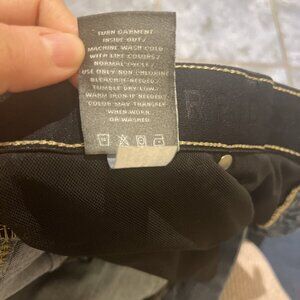 TURN GARMENT
INSIDE OUT/
MACHINE WASH COLD
WITH LIKE COLORS/
NORMAL CYCLE/
USE ONLY NON-CHLORINE
BLEACH IF NEEDED/
TUMBLE DRY LOW/
WARM IRON IF NEEDED/
COLOR MAY TRANSFER
WHEN WORN
OR WASHED